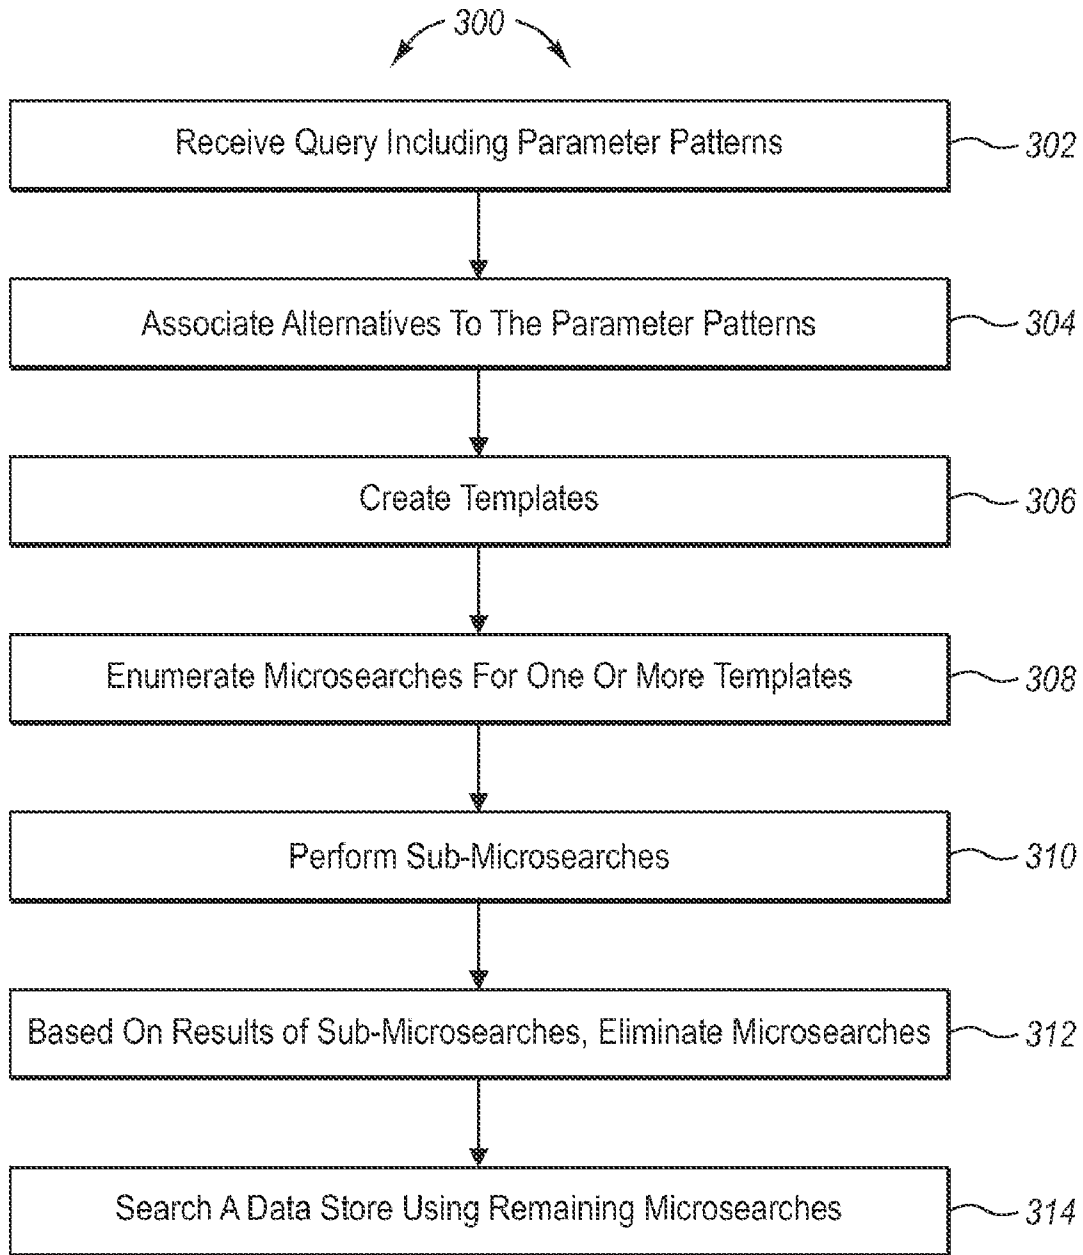 300
Receive Query Including Parameter Patterns
302
Associate Alternatives To The Parameter Patterns
304
Create Templates
306
Enumerate Microsearches For One Or More Templates
308
Perform Sub-Microsearches
310
Based On Results of Sub-Microsearches, Eliminate Microsearches
312
Search A Data Store Using Remaining Microsearches
314